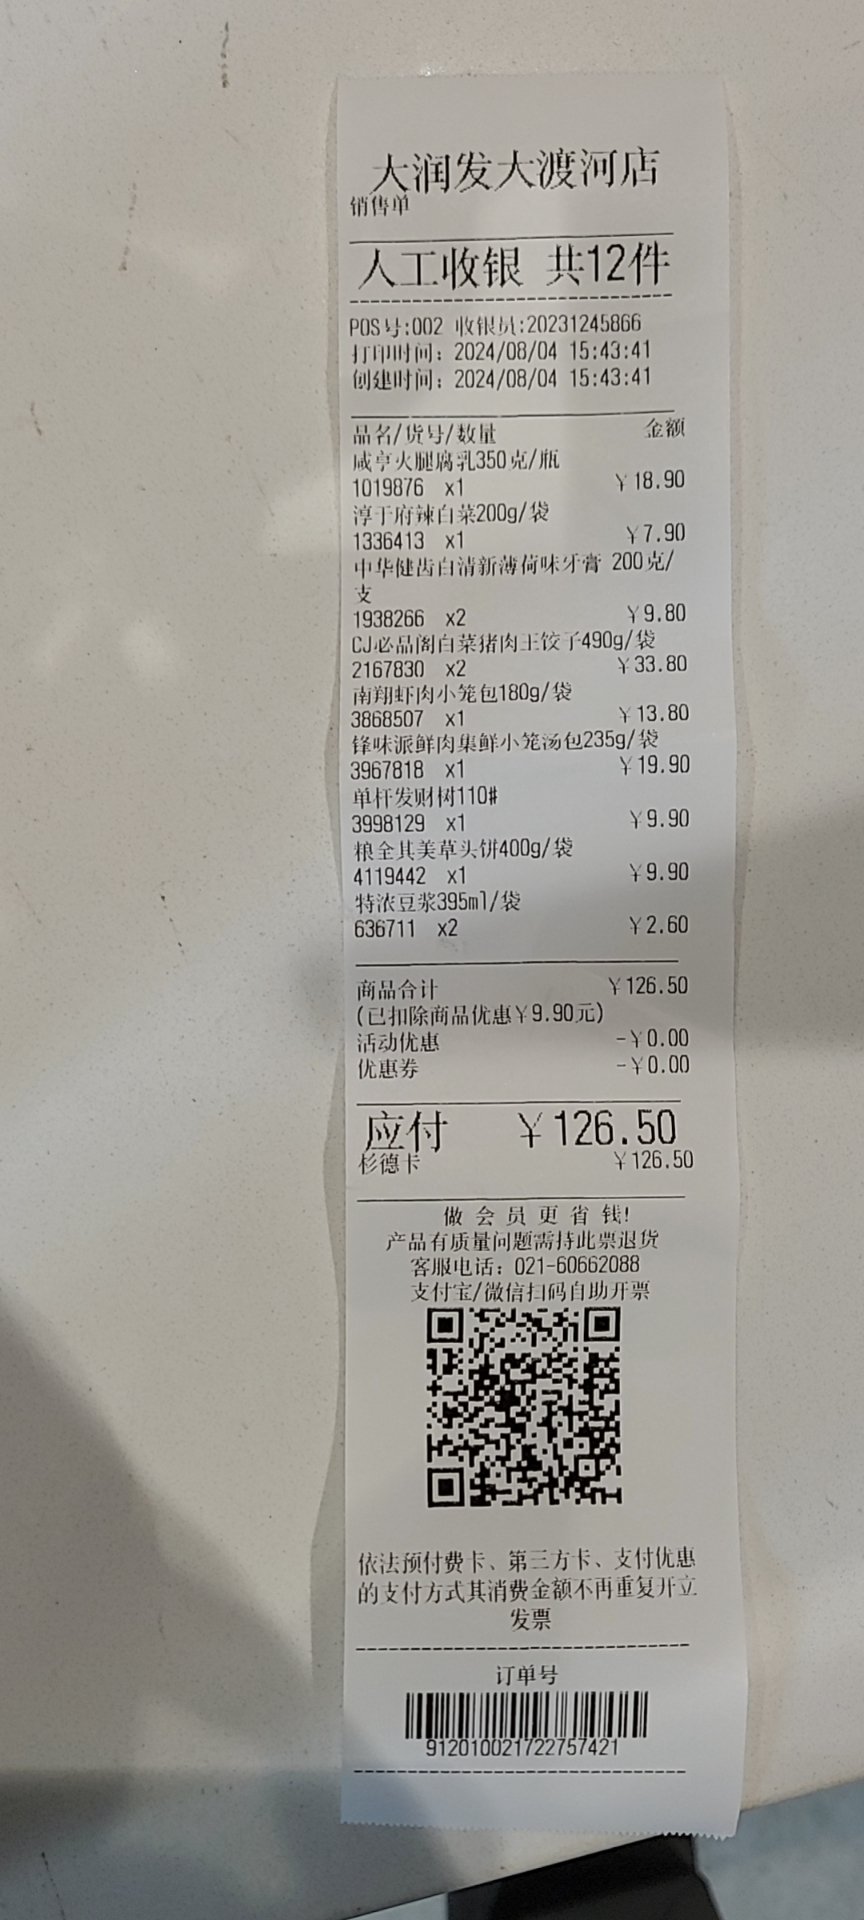 大润发大渡河店
销售单
人工收银 共12件
POS号:002 收银员:20231245866
打印时间：2024/08/04 15:43:41
创建时间：2024/08/04 15:43:41
品名/货号/数量 金额
咸亨火腿腐乳350克/瓶
1019876 x1 ￥18.90
淳于府辣白菜200g/袋
1336413 x1 ￥7.90
中华健齿白清新薄荷味牙膏 200克/
支
1938266 x2 ￥9.80
CJ必品阁白菜猪肉王饺子490g/袋
2167830 x2 ￥33.80
南翔虾肉小笼包180g/袋
3868507 x1 ￥13.80
锋味派鲜肉集鲜小笼汤包235g/袋
3967818 x1 ￥19.90
单杆发财树110#
3998129 x1 ￥9.90
粮全其美草头饼400g/袋
4119442 x1 ￥9.90
特浓豆浆395ml/袋
636711 x2 ￥2.60
商品合计 ￥126.50
(已扣除商品优惠￥9.90元)
活动优惠 -￥0.00
优惠券 -￥0.00
应付 ￥126.50
杉德卡 ￥126.50
做 会 员 更 省 钱!
产品有质量问题需持此票退货
客服电话：021-60662088
支付宝/微信扫码自助开票
依法预付费卡、第三方卡、支付优惠
的支付方式其消费金额不再重复开立
发票
订单号
912010021722757421